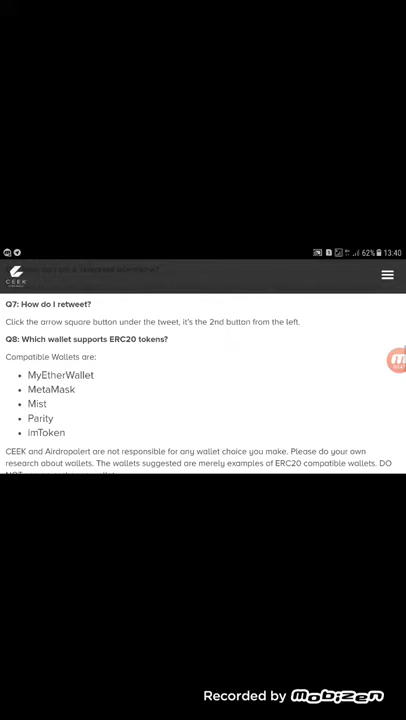 62% 13:40
CEEK
Q7: How do I retweet?
Click the arrow square button under the tweet, it's the 2nd button from the left.
Q8: Which wallet supports ERC20 tokens?
Compatible Wallets are:
• MyEtherWallet
• MetaMask
• Mist
• Parity
• imToken
CEEK and Airdropalert are not responsible for any wallet choice you make. Please do your own
research about wallets. The wallets suggested are merely examples of ERC20 compatible wallets. DO
Recorded by Mobizen